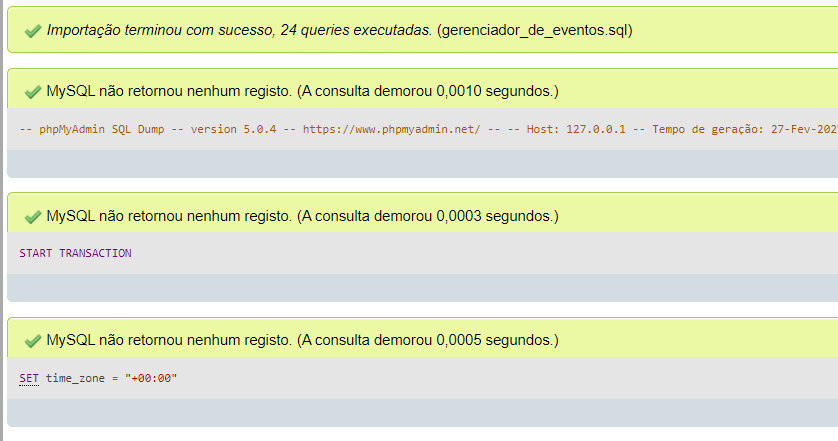 Importação terminou com sucesso, 24 queries executadas. (gerenciador_de_eventos.sql)
MySQL não retornou nenhum registo. (A consulta demorou 0,0010 segundos.)
-- phpMyAdmin SQL Dump -- version 5.0.4 -- https://www.phpmyadmin.net/ -- -- Host: 127.0.0.1 -- Tempo de geração: 27-Fev-202
MySQL não retornou nenhum registo. (A consulta demorou 0,0003 segundos.)
START TRANSACTION
MySQL não retornou nenhum registo. (A consulta demorou 0,0005 segundos.)
SET time_zone = "+00:00"